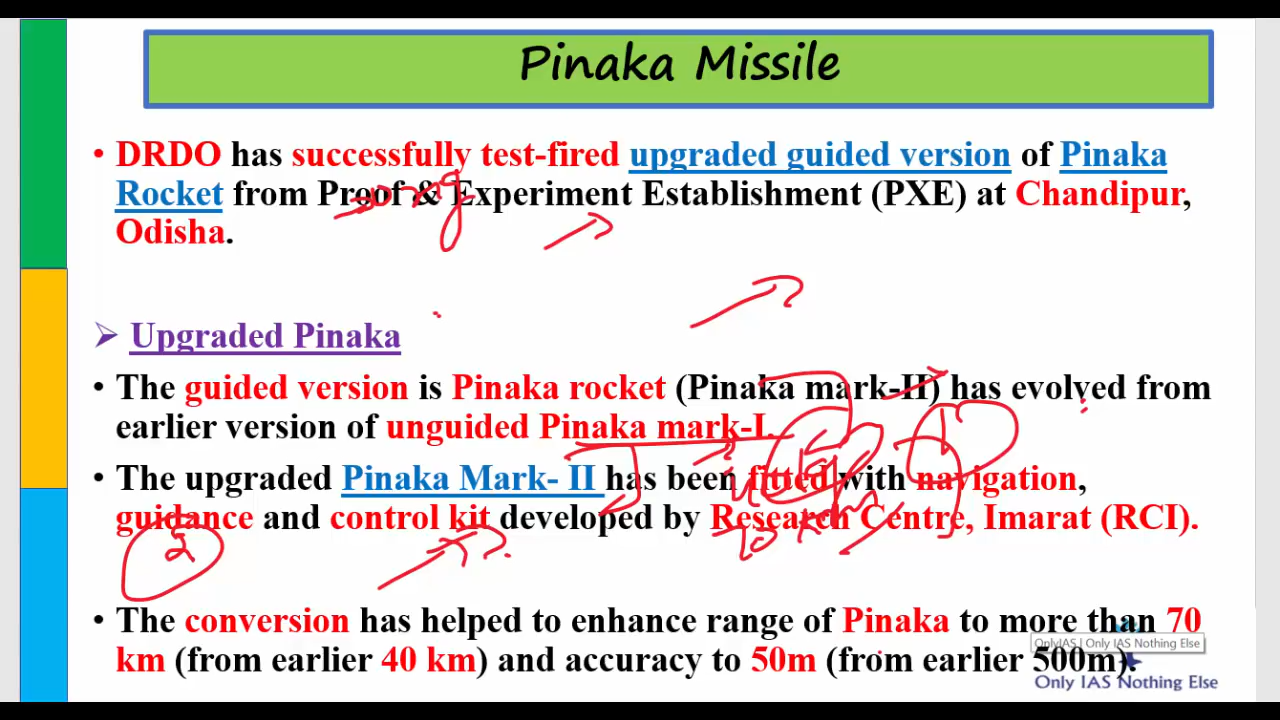 Pinaka Missile
• DRDO has successfully test-fired upgraded guided version of Pinaka
Rocket from Proof & Experiment Establishment (PXE) at Chandipur,
Odisha.
➢ Upgraded Pinaka
• The guided version is Pinaka rocket (Pinaka mark-II) has evolved from
earlier version of unguided Pinaka mark-I.
• The upgraded Pinaka Mark- II has been fitted with navigation,
guidance and control kit developed by Research Centre, Imarat (RCI).
• The conversion has helped to enhance range of Pinaka to more than 70
km (from earlier 40 km) and accuracy to 50m (from earlier 500m).
OnlyIAS | Only IAS Nothing Else
Only IAS Nothing Else